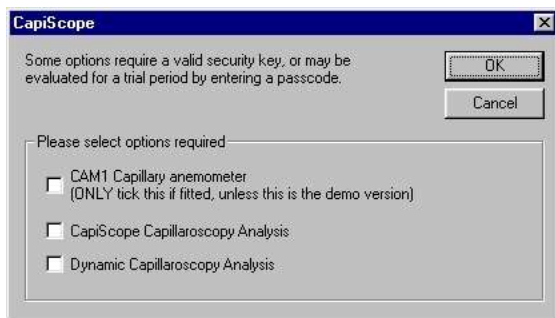 CapiScope
Some options require a valid security key, or may be
evaluated for a trial period by entering a passcode.
OK
Cancel
Please select options required
CAM1 Capillary anemometer
(ONLY tick this if fitted, unless this is the demo version)
CapiScope Capillaroscopy Analysis
Dynamic Capillaroscopy Analysis